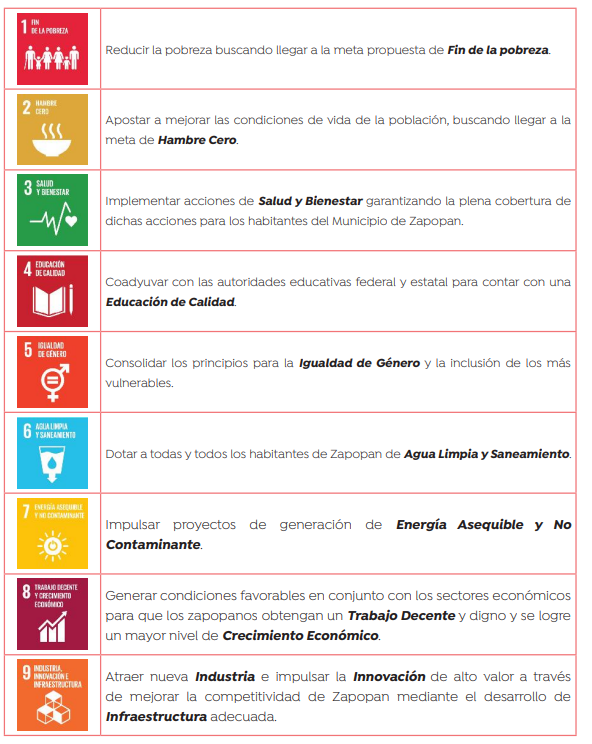 1 FIN
DE LA POBREZA
Reducir la pobreza buscando llegar a la meta propuesta de Fin de la pobreza.
2 HAMBRE
CERO
Apostar a mejorar las condiciones de vida de la población, buscando llegar a la
meta de Hambre Cero.
3 SALUD
Y BIENESTAR
Implementar acciones de Salud y Bienestar garantizando la plena cobertura de
dichas acciones para los habitantes del Municipio de Zapopan.
4 EDUCACIÓN
DE CALIDAD
Coadyuvar con las autoridades educativas federal y estatal para contar con una
Educación de Calidad.
5 IGUALDAD
DE GÉNERO
Consolidar los principios para la Igualdad de Género y la inclusión de los más
vulnerables.
6 AGUA LIMPIA
Y SANEAMIENTO
Dotar a todas y todos los habitantes de Zapopan de Agua Limpia y Saneamiento.
7 ENERGÍA ASEQUIBLE
Y NO CONTAMINANTE
Impulsar proyectos de generación de Energía Asequible y No
Contaminante.
8 TRABAJO DECENTE
Y CRECIMIENTO
ECONÓMICO
Generar condiciones favorables en conjunto con los sectores económicos
para que los zapopanos obtengan un Trabajo Decente y digno y se logre
un mayor nivel de Crecimiento Económico.
9 INDUSTRIA,
INNOVACIÓN E
INFRAESTRUCTURA
Atraer nueva Industria e impulsar la Innovación de alto valor a través
de mejorar la competitividad de Zapopan mediante el desarrollo de
Infraestructura adecuada.